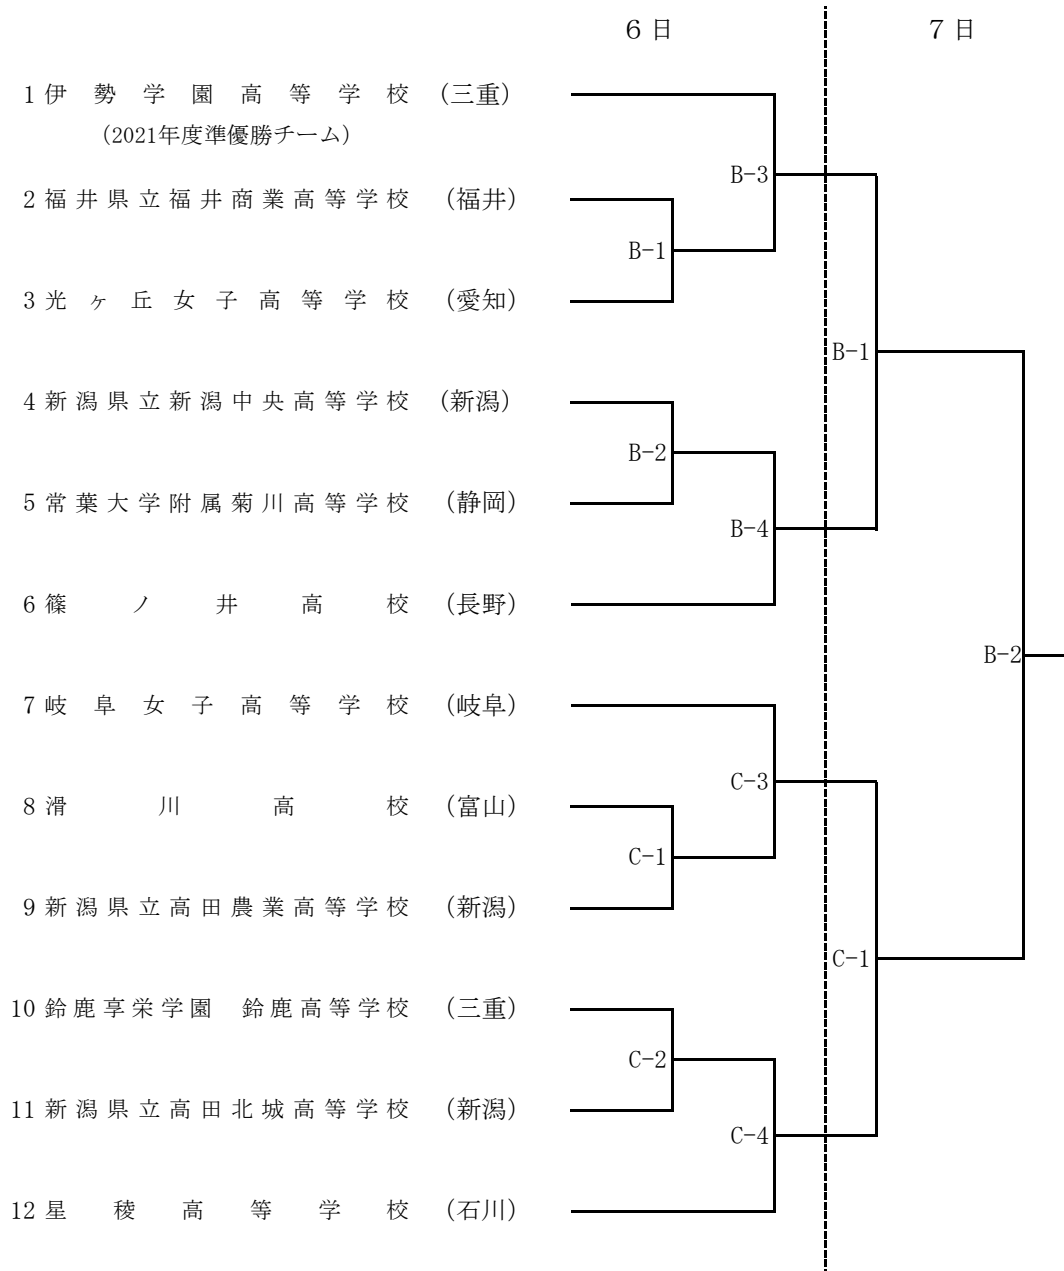 6日 7日
1 伊勢学園高等学校 (三重)
(2021年度準優勝チーム)
B-3
2 福井県立福井商業高等学校 (福井)
B-1
3 光ヶ丘女子高等学校 (愛知)
B-1
4 新潟県立新潟中央高等学校 (新潟)
B-2
5 常葉大学附属菊川高等学校 (静岡)
B-4
6 篠ノ井高校 (長野)
B-2
7 岐阜女子高等学校 (岐阜)
C-3
8 滑川高校 (富山)
C-1
9 新潟県立高田農業高等学校 (新潟)
C-1
10 鈴鹿享栄学園 鈴鹿高等学校 (三重)
C-2
11 新潟県立高田北城高等学校 (新潟)
C-4
12 星稜高等学校 (石川)